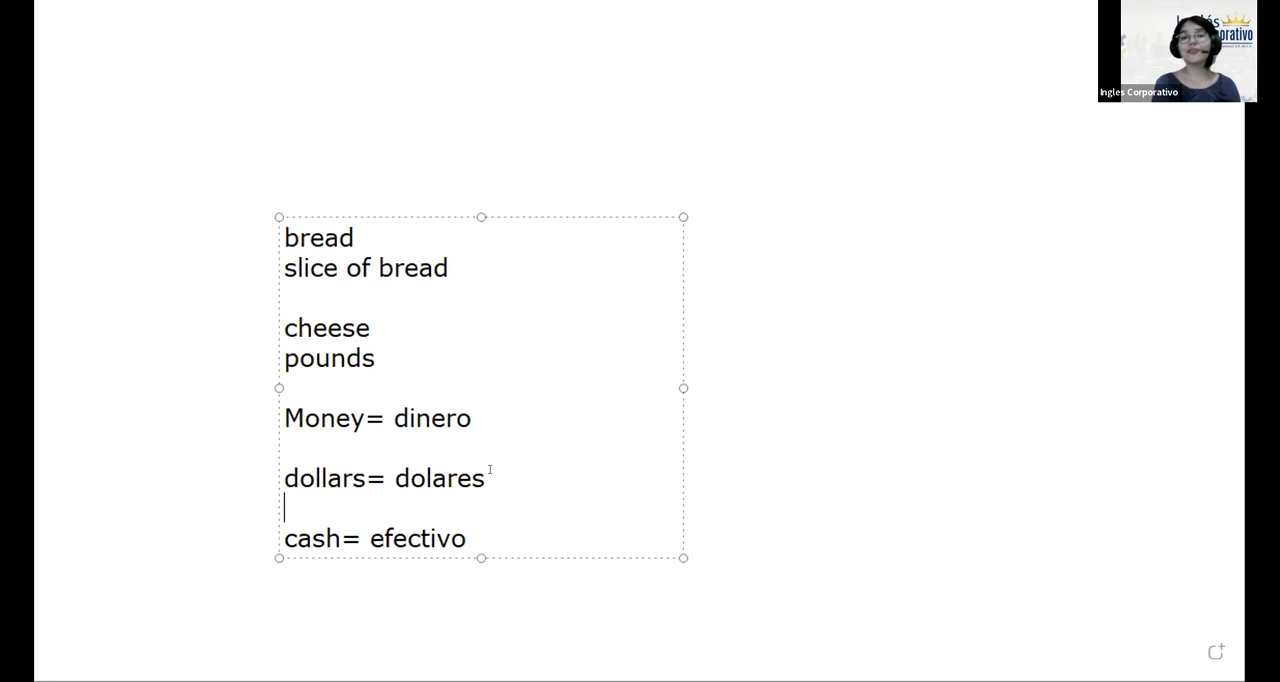 bread
slice of bread
cheese
pounds
Money= dinero
dollars= dolares
cash= efectivo
Ingles Corporativo